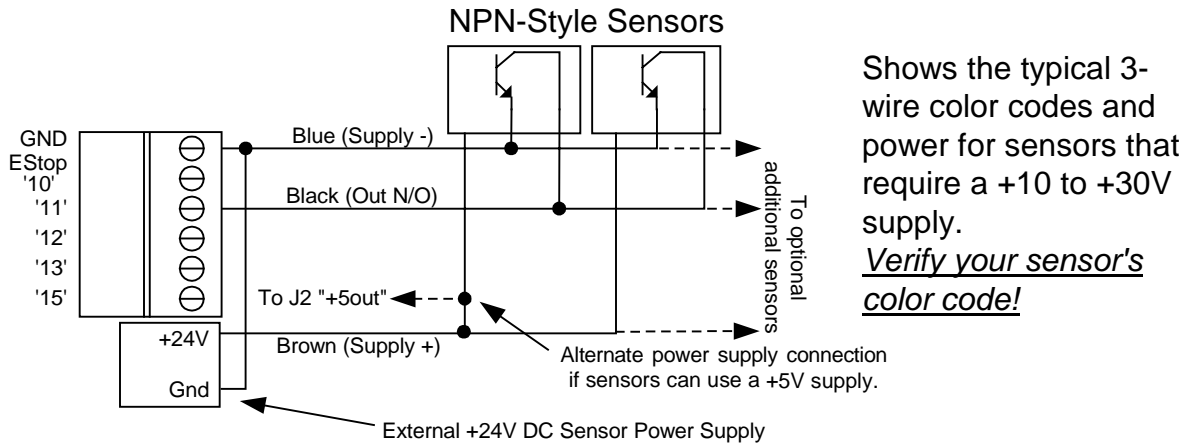 NPN-Style Sensors
GND
EStop
'10'
'11'
'12'
'13'
'15'
Blue (Supply -)
Black (Out N/O)
To J2 "+5out"
Brown (Supply +)
+24V
Gnd
To optional
additional sensors
Alternate power supply connection
if sensors can use a +5V supply.
External +24V DC Sensor Power Supply
Shows the typical 3-
wire color codes and
power for sensors that
require a +10 to +30V
supply.
Verify your sensor's
color code!